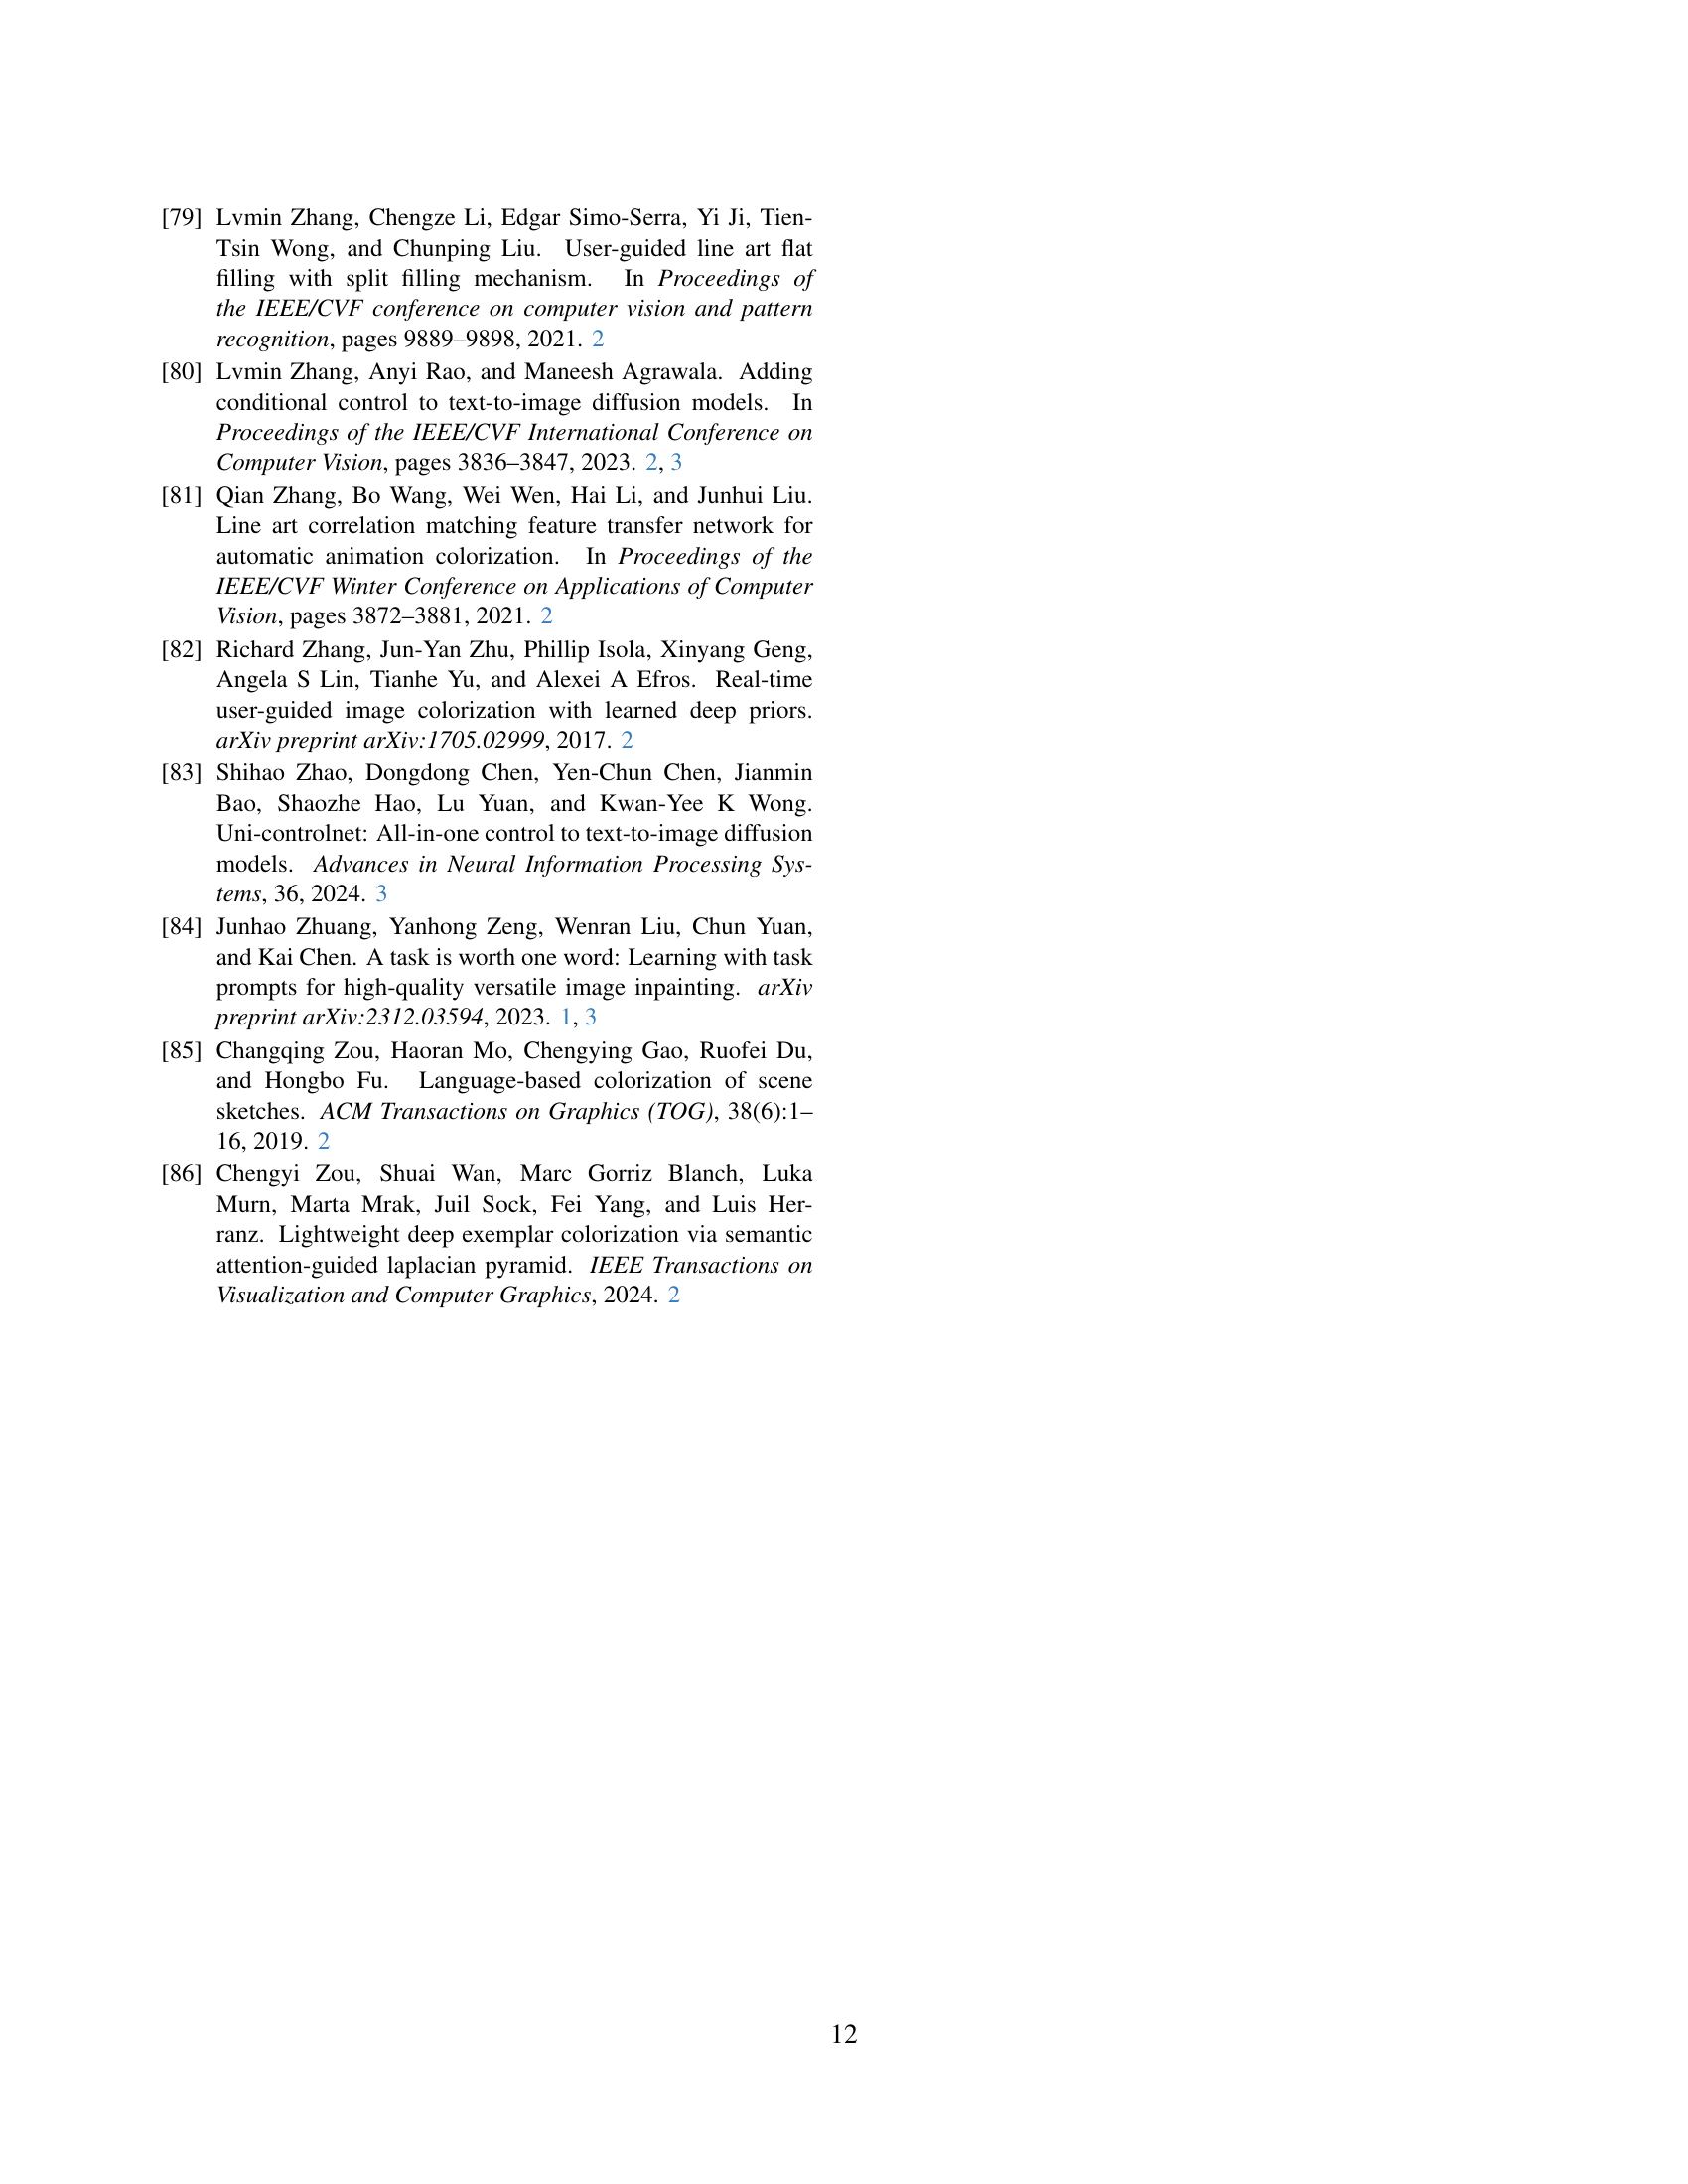 [79] Lvmin Zhang, Chengze Li, Edgar Simo-Serra, Yi Ji, Tien-
Tsin Wong, and Chunping Liu. User-guided line art flat
filling with split filling mechanism. In Proceedings of
the IEEE/CVF conference on computer vision and pattern
recognition, pages 9889–9898, 2021. 2
[80] Lvmin Zhang, Anyi Rao, and Maneesh Agrawala. Adding
conditional control to text-to-image diffusion models. In
Proceedings of the IEEE/CVF International Conference on
Computer Vision, pages 3836–3847, 2023. 2, 3
[81] Qian Zhang, Bo Wang, Wei Wen, Hai Li, and Junhui Liu.
Line art correlation matching feature transfer network for
automatic animation colorization. In Proceedings of the
IEEE/CVF Winter Conference on Applications of Computer
Vision, pages 3872–3881, 2021. 2
[82] Richard Zhang, Jun-Yan Zhu, Phillip Isola, Xinyang Geng,
Angela S Lin, Tianhe Yu, and Alexei A Efros. Real-time
user-guided image colorization with learned deep priors.
arXiv preprint arXiv:1705.02999, 2017. 2
[83] Shihao Zhao, Dongdong Chen, Yen-Chun Chen, Jianmin
Bao, Shaozhe Hao, Lu Yuan, and Kwan-Yee K Wong.
Uni-controlnet: All-in-one control to text-to-image diffusion
models. Advances in Neural Information Processing Sys-
tems, 36, 2024. 3
[84] Junhao Zhuang, Yanhong Zeng, Wenran Liu, Chun Yuan,
and Kai Chen. A task is worth one word: Learning with task
prompts for high-quality versatile image inpainting. arXiv
preprint arXiv:2312.03594, 2023. 1, 3
[85] Changqing Zou, Haoran Mo, Chengying Gao, Ruofei Du,
and Hongbo Fu. Language-based colorization of scene
sketches. ACM Transactions on Graphics (TOG), 38(6):1–
16, 2019. 2
[86] Chengyi Zou, Shuai Wan, Marc Gorriz Blanch, Luka
Murn, Marta Mrak, Juil Sock, Fei Yang, and Luis Her-
ranz. Lightweight deep exemplar colorization via semantic
attention-guided laplacian pyramid. IEEE Transactions on
Visualization and Computer Graphics, 2024. 2
12